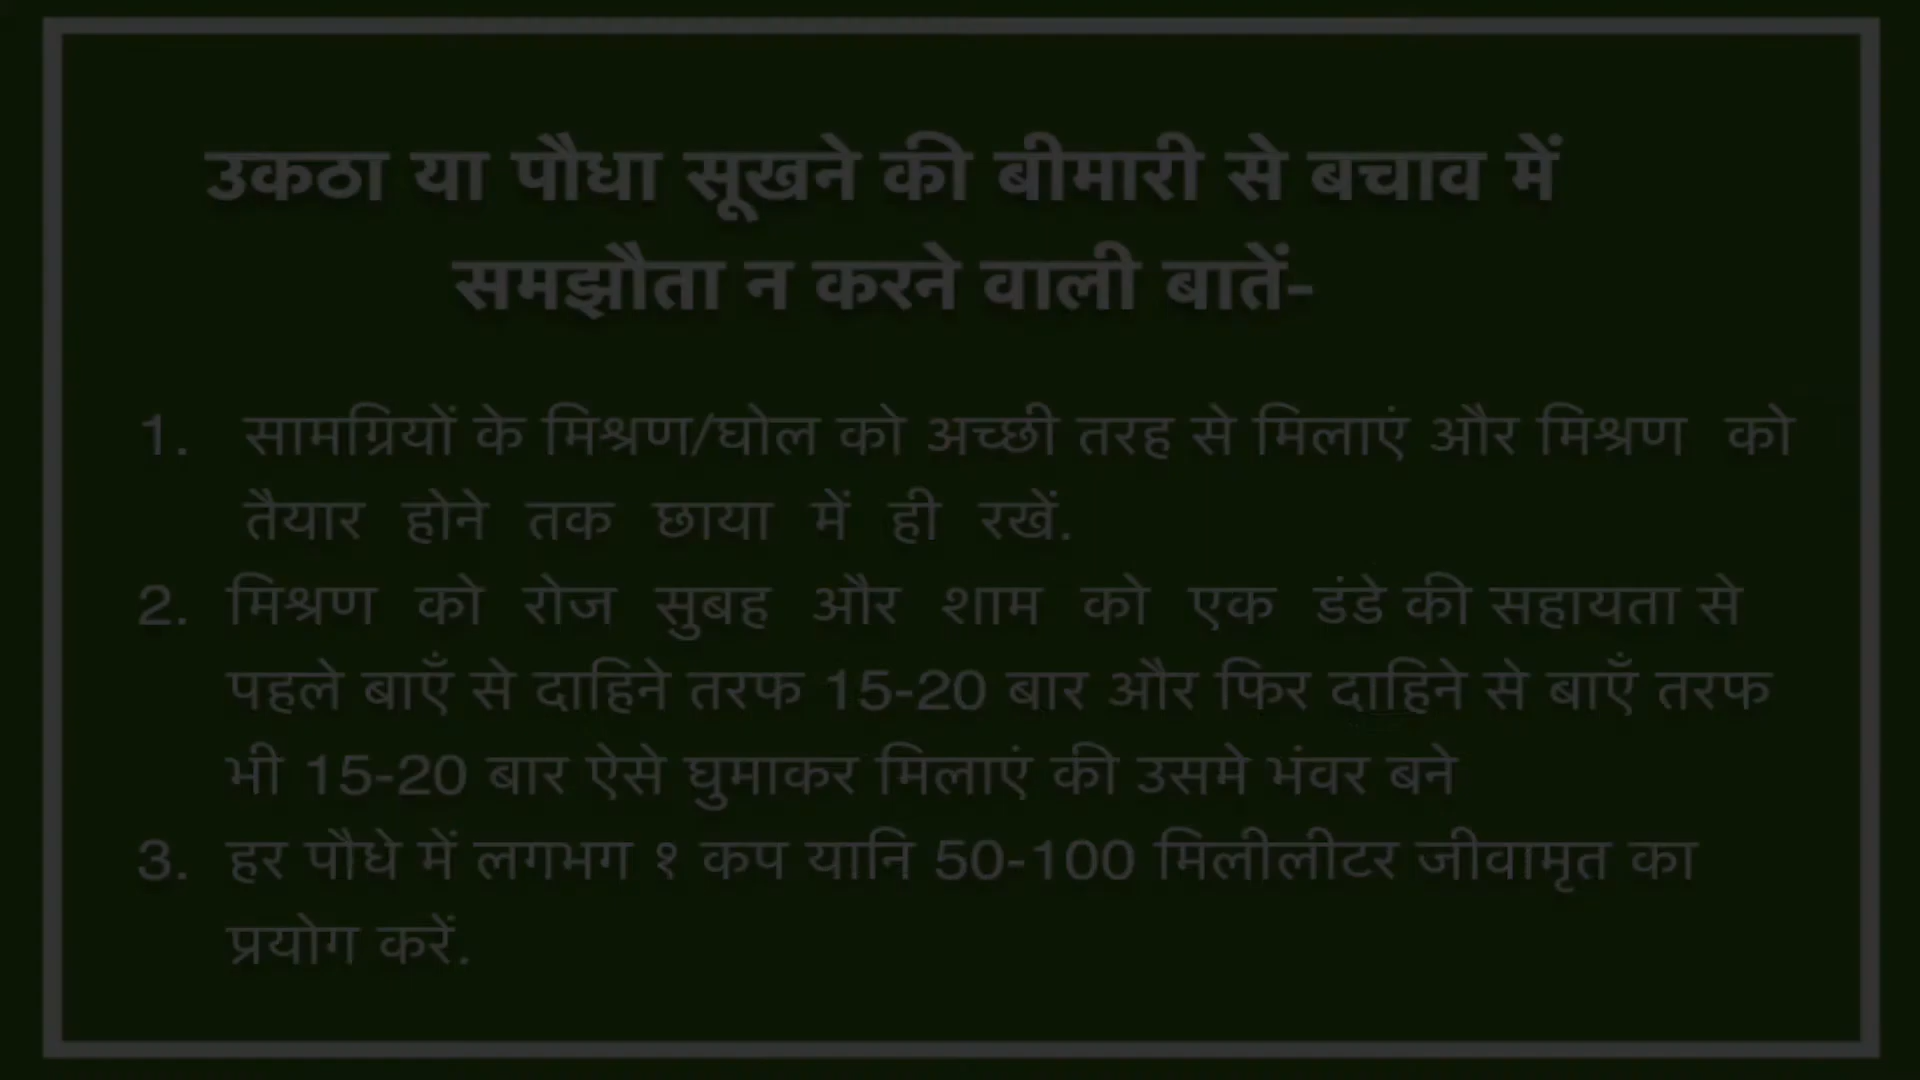 उकठा या पौधा सूखने की बीमारी से बचाव में
समझौता न करने वाली बातें-
1. सामग्रियों के मिश्रण/घोल को अच्छी तरह से मिलाएं और मिश्रण को
तैयार होने तक छाया में ही रखें.
2. मिश्रण को रोज सुबह और शाम को एक डंडे की सहायता से
पहले बाएँ से दाहिने तरफ 15-20 बार और फिर दाहिने से बाएँ तरफ
भी 15-20 बार ऐसे घुमाकर मिलाएं की उसमे भंवर बने
3. हर पौधे में लगभग १ कप यानि 50-100 मिलीलीटर जीवामृत का
प्रयोग करें.